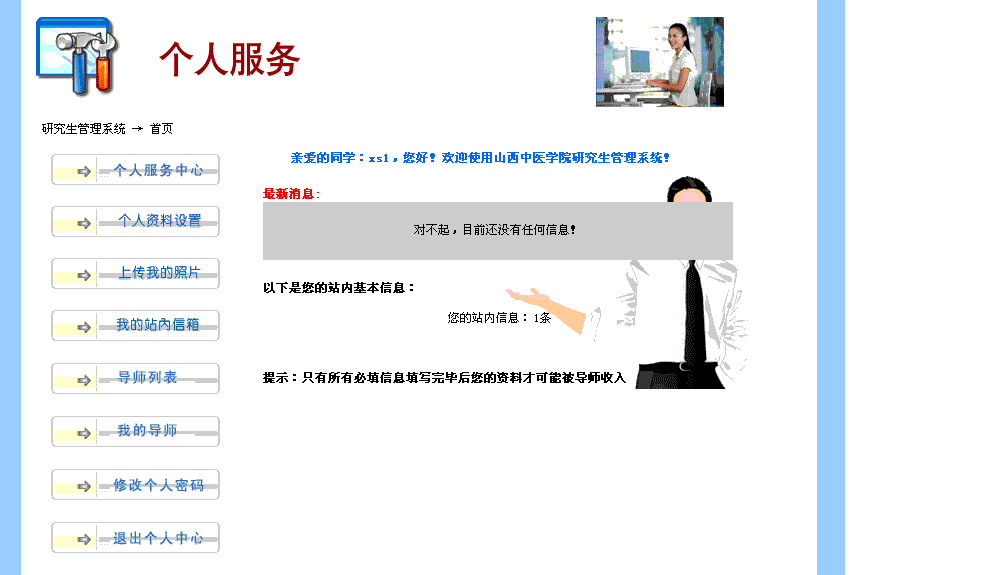 个人服务
研究生管理系统 → 首页
亲爱的同学：xs1，您好！欢迎使用山西中医学院研究生管理系统！
最新消息：
对不起，目前还没有任何信息！
以下是您的站内基本信息：
您的站内信息：1条
提示：只有所有必填信息填写完毕后您的资料才可能被导师收入
个人服务中心
个人资料设置
上传我的照片
我的站内信箱
导师列表
我的导师
修改个人密码
退出个人中心